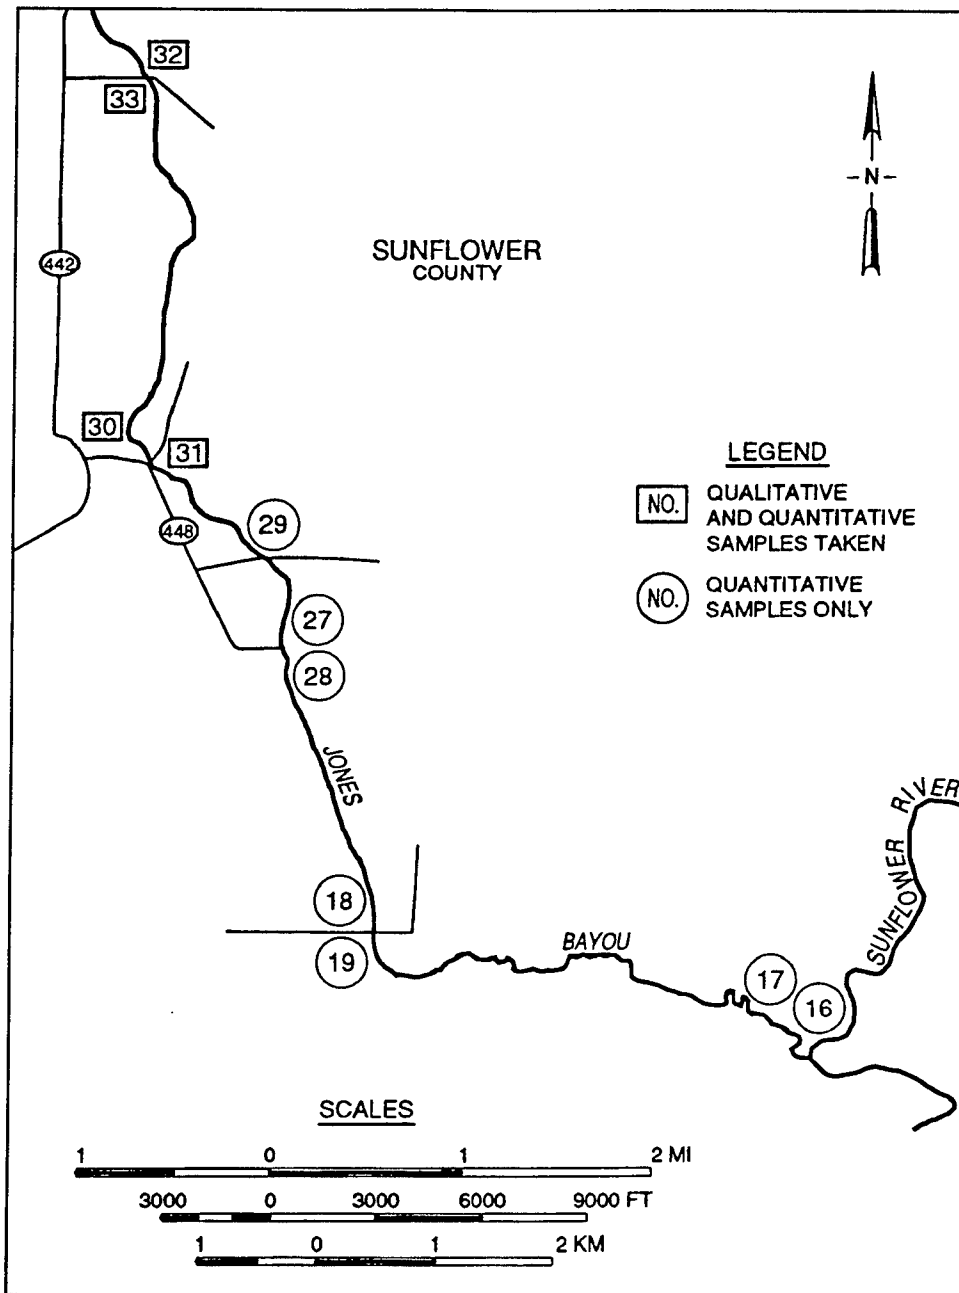 32
33
N
SUNFLOWER
COUNTY
442
30
31
LEGEND
NO. QUALITATIVE
AND QUANTITATIVE
SAMPLES TAKEN
29
448
NO. QUANTITATIVE
SAMPLES ONLY
27
28
JONES
SUNFLOWER RIVER
18
BAYOU
19
17
16
SCALES
1 0 1 2 MI
3000 0 3000 6000 9000 FT
1 0 1 2 KM